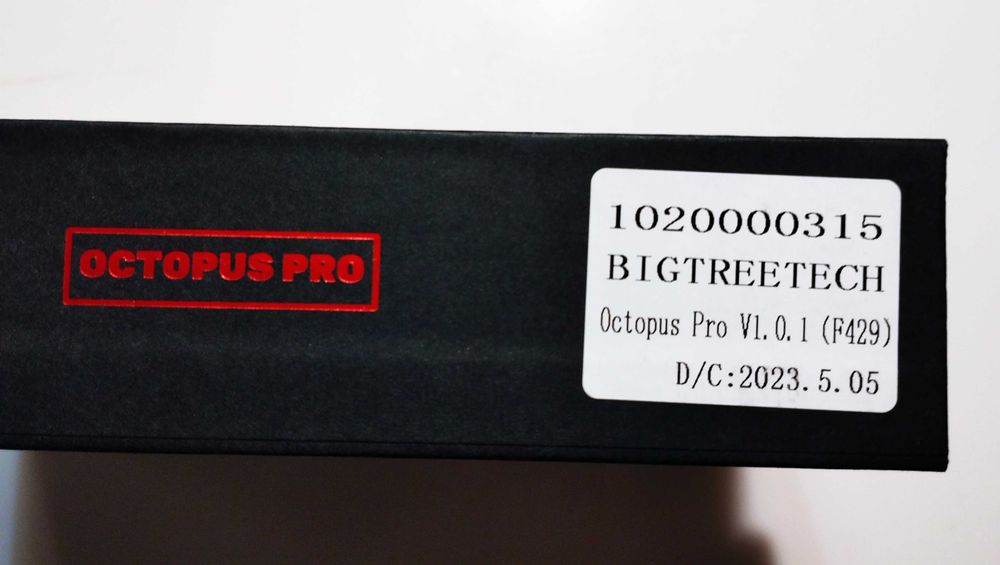 OCTOPUS PRO
1020000315
BIGTREETECH
Octopus Pro V1.0.1 (F429)
D/C:2023.5.05